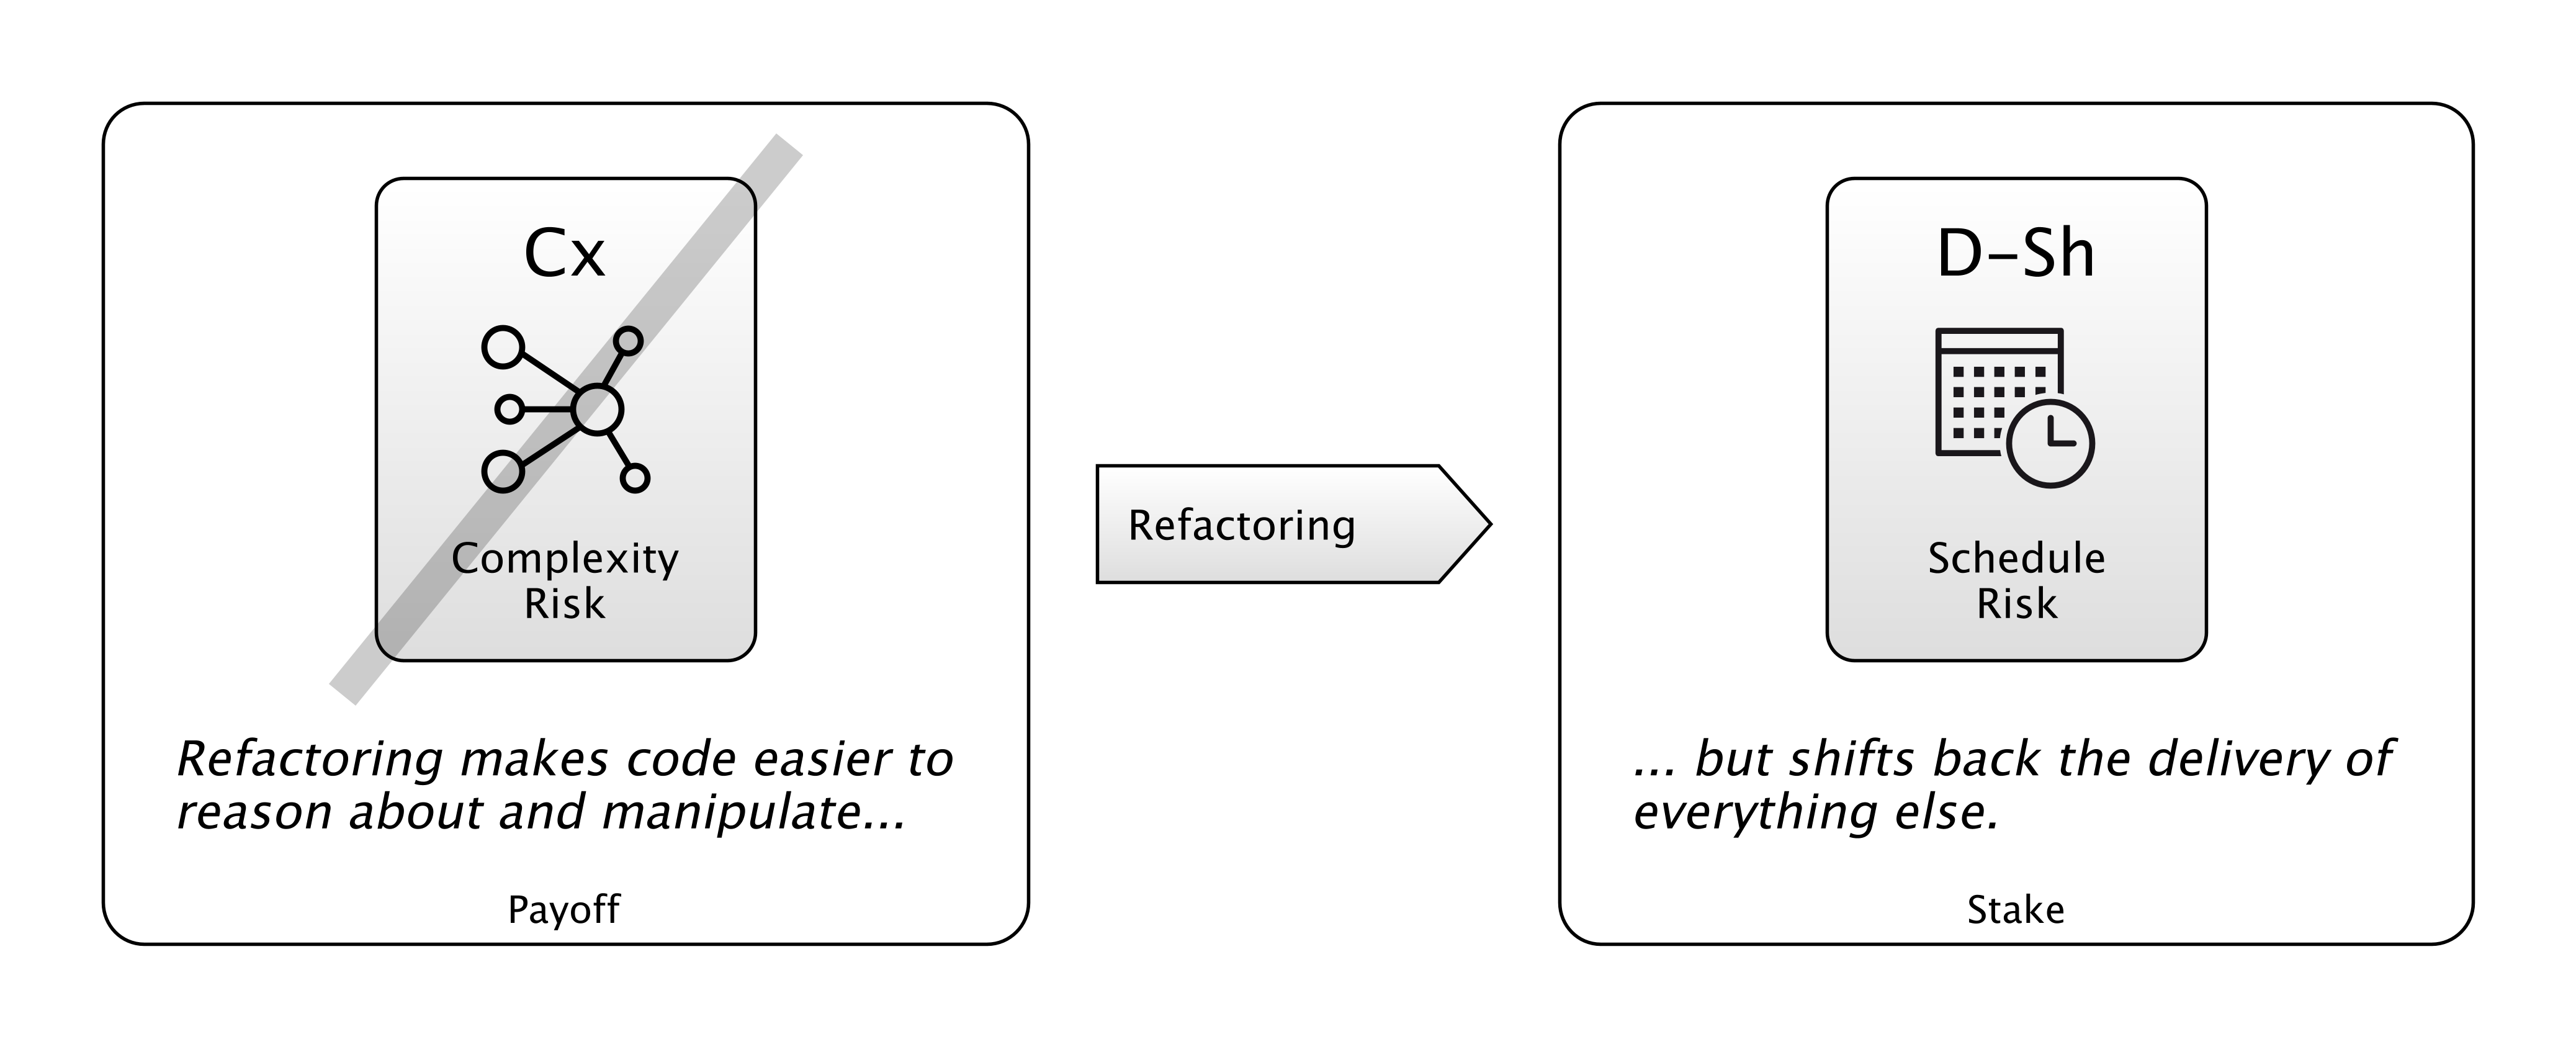 Cx
Complexity
Risk
Refactoring makes code easier to
reason about and manipulate...
Payoff
Refactoring
D-Sh
Schedule
Risk
... but shifts back the delivery of
everything else.
Stake